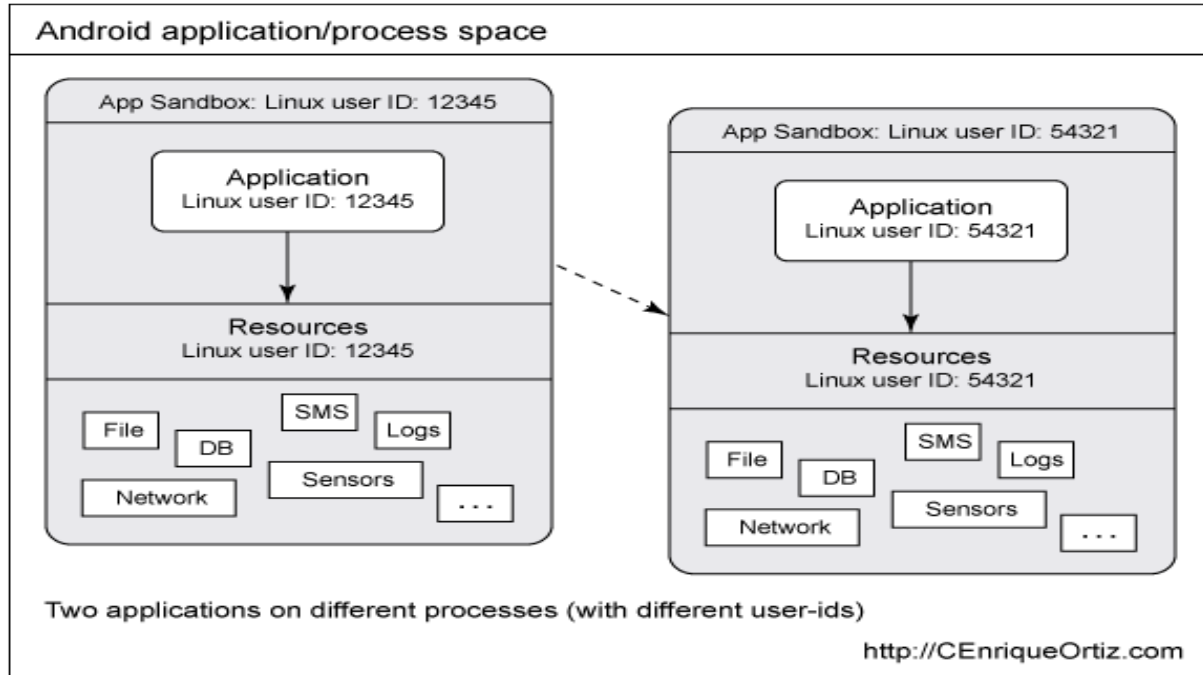 Android application/process space
App Sandbox: Linux user ID: 12345
Application
Linux user ID: 12345
Resources
Linux user ID: 12345
File
DB
SMS
Logs
Network
Sensors
...
App Sandbox: Linux user ID: 54321
Application
Linux user ID: 54321
Resources
Linux user ID: 54321
File
DB
SMS
Logs
Network
Sensors
...
Two applications on different processes (with different user-ids)
http://CEnriqueOrtiz.com